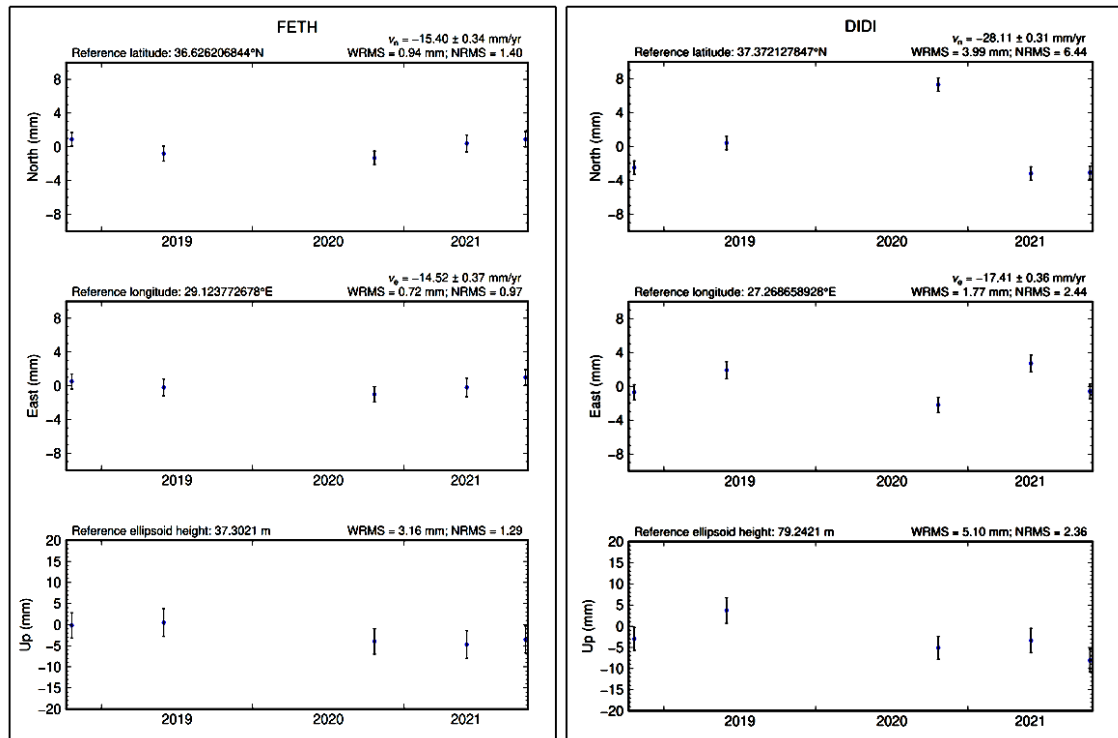 FETH
vn = −15.40 ± 0.34 mm/yr
Reference latitude: 36.626206844°N WRMS = 0.94 mm; NRMS = 1.40
8
4
0
−4
−8
North (mm)
2019 2020 2021
ve = −14.52 ± 0.37 mm/yr
Reference longitude: 29.123772678°E WRMS = 0.72 mm; NRMS = 0.97
8
4
0
−4
−8
East (mm)
2019 2020 2021
Reference ellipsoid height: 37.3021 m WRMS = 3.16 mm; NRMS = 1.29
20
15
10
5
0
−5
−10
−15
−20
Up (mm)
2019 2020 2021
DIDI
vn = −28.11 ± 0.31 mm/yr
Reference latitude: 37.372127847°N WRMS = 3.99 mm; NRMS = 6.44
8
4
0
−4
−8
North (mm)
2019 2020 2021
ve = −17.41 ± 0.36 mm/yr
Reference longitude: 27.268658928°E WRMS = 1.77 mm; NRMS = 2.44
8
4
0
−4
−8
East (mm)
2019 2020 2021
Reference ellipsoid height: 79.2421 m WRMS = 5.10 mm; NRMS = 2.36
20
15
10
5
0
−5
−10
−15
−20
Up (mm)
2019 2020 2021